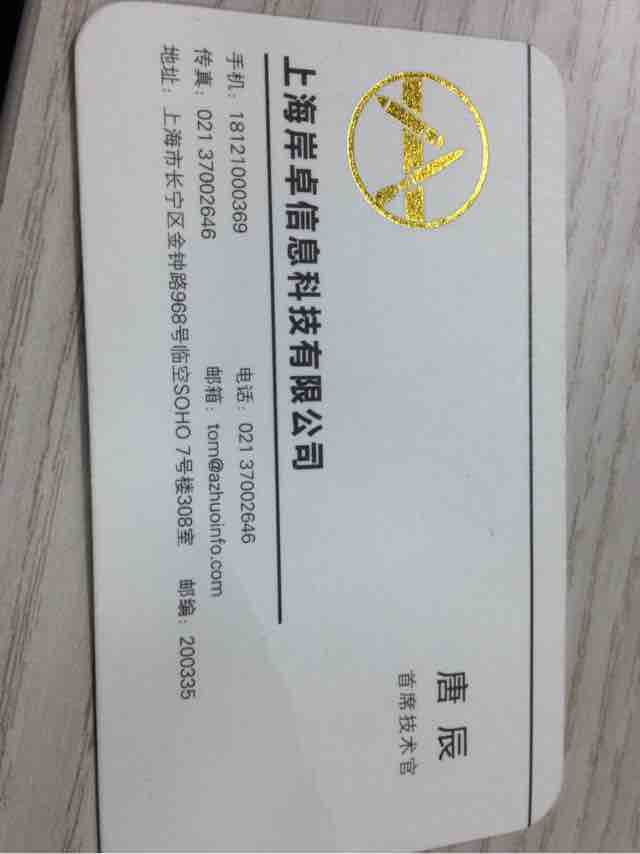 唐辰
首席技术官
上海岸卓信息科技有限公司
手机：18121000369 电话：021 37002646
传真：021 37002646 邮箱：tom@azhuoinfo.com
地址：上海市长宁区金钟路968号临空SOHO 7号楼308室 邮编：200335